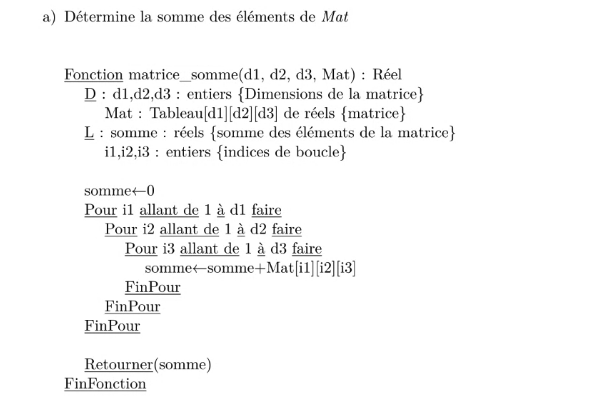 a) Détermine la somme des éléments de Mat
Fonction matrice_somme(d1, d2, d3, Mat) : Réel
D : d1,d2,d3 : entiers {Dimensions de la matrice}
Mat : Tableau[d1][d2][d3] de réels {matrice}
L : somme : réels {somme des éléments de la matrice}
i1,i2,i3 : entiers {indices de boucle}
somme←0
Pour i1 allant de 1 à d1 faire
Pour i2 allant de 1 à d2 faire
Pour i3 allant de 1 à d3 faire
somme←somme+Mat[i1][i2][i3]
FinPour
FinPour
FinPour
Retourner(somme)
FinFonction